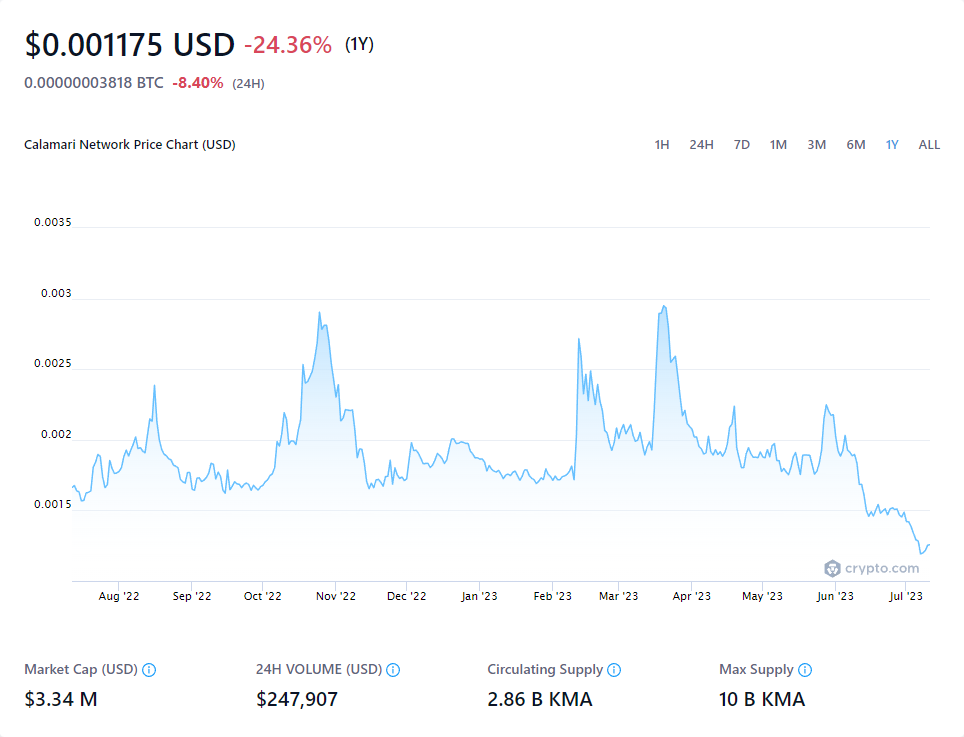 $0.001175 USD -24.36% (1Y)
0.00000003818 BTC -8.40% (24H)
Calamari Network Price Chart (USD) 1H 24H 7D 1M 3M 6M 1Y ALL
0.0035
0.003
0.0025
0.002
0.0015
crypto.com
Aug '22 Sep '22 Oct '22 Nov '22 Dec '22 Jan '23 Feb '23 Mar '23 Apr '23 May '23 Jun '23 Jul '23
Market Cap (USD) 24H VOLUME (USD) Circulating Supply Max Supply
$3.34 M $247,907 2.86 B KMA 10 B KMA